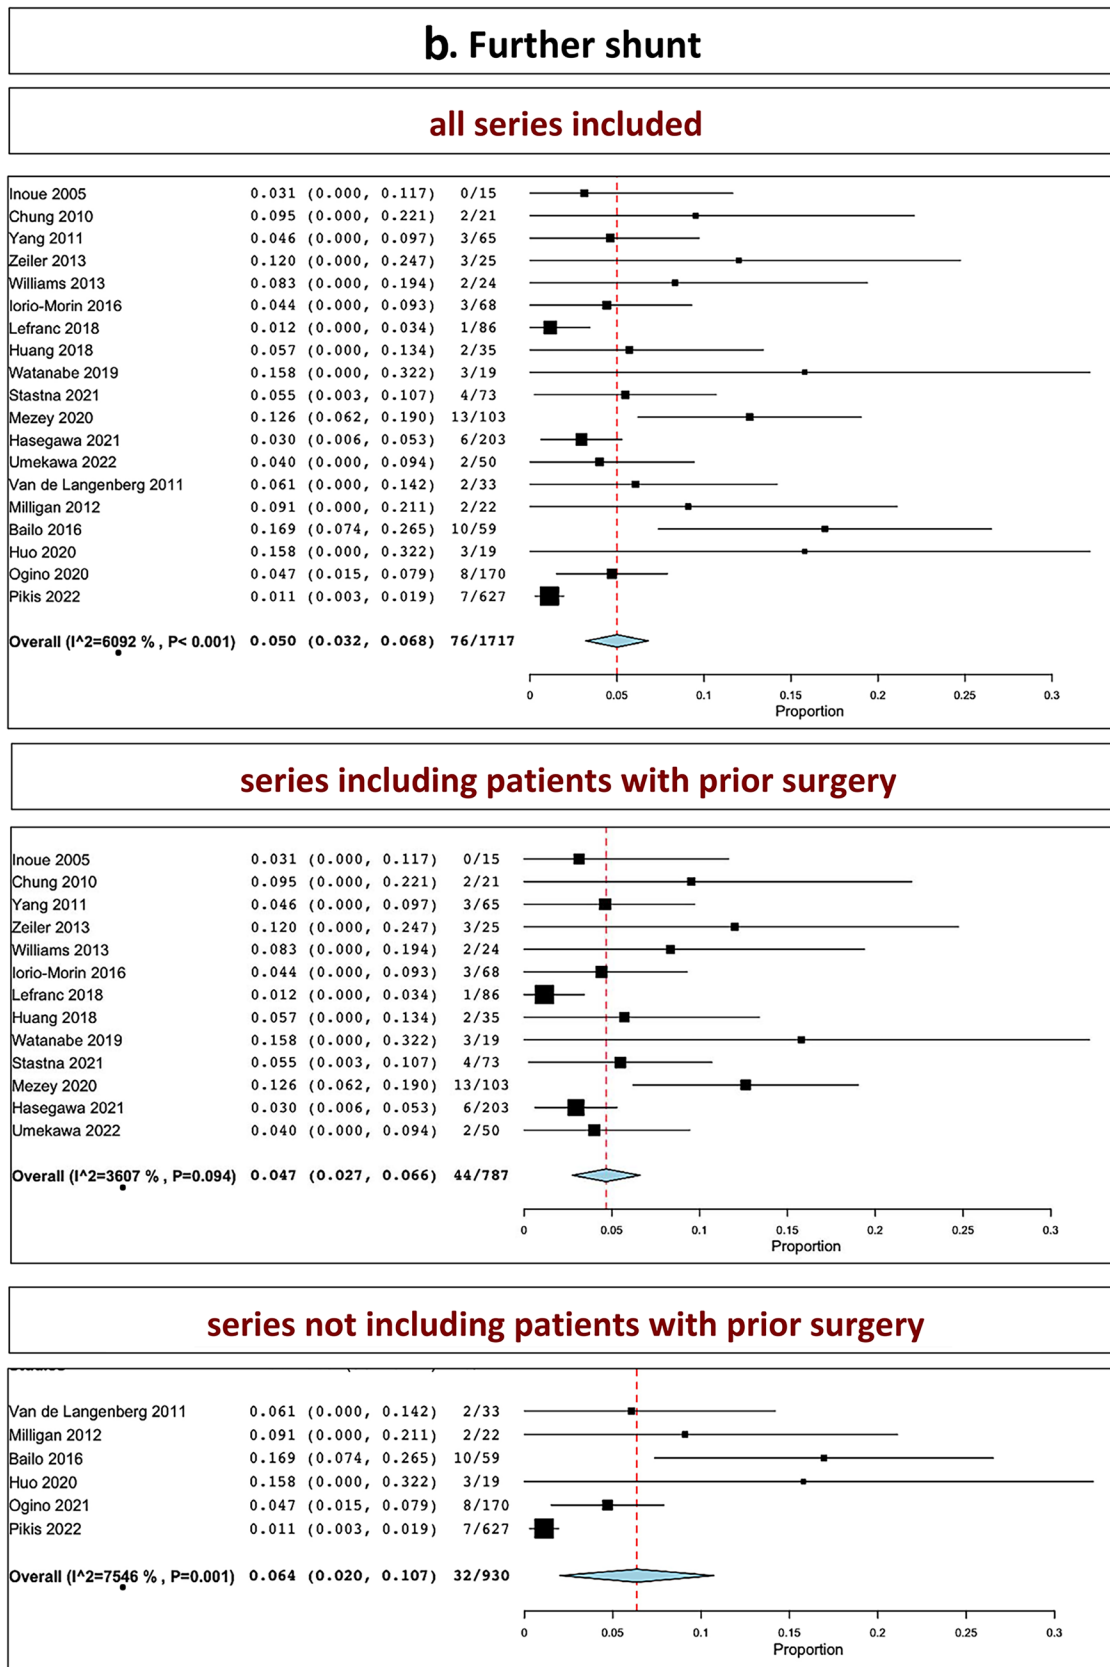 b. Further shunt
all series included
Inoue 2005 0.031 (0.000, 0.117) 0/15
Chung 2010 0.095 (0.000, 0.221) 2/21
Yang 2011 0.046 (0.000, 0.097) 3/65
Zeiler 2013 0.120 (0.000, 0.247) 3/25
Williams 2013 0.083 (0.000, 0.194) 2/24
Iorio-Morin 2016 0.044 (0.000, 0.093) 3/68
Lefranc 2018 0.012 (0.000, 0.034) 1/86
Huang 2018 0.057 (0.000, 0.134) 2/35
Watanabe 2019 0.158 (0.000, 0.322) 3/19
Stastna 2021 0.055 (0.003, 0.107) 4/73
Mezey 2020 0.126 (0.062, 0.190) 13/103
Hasegawa 2021 0.030 (0.006, 0.053) 6/203
Umekawa 2022 0.040 (0.000, 0.094) 2/50
Van de Langenberg 2011 0.061 (0.000, 0.142) 2/33
Milligan 2012 0.091 (0.000, 0.211) 2/22
Bailo 2016 0.169 (0.074, 0.265) 10/59
Huo 2020 0.158 (0.000, 0.322) 3/19
Ogino 2020 0.047 (0.015, 0.079) 8/170
Pikis 2022 0.011 (0.003, 0.019) 7/627
Overall (I^2=6092 % , P< 0.001) 0.050 (0.032, 0.068) 76/1717
0 0.05 0.1 0.15 0.2 0.25 0.3
Proportion
series including patients with prior surgery
Inoue 2005 0.031 (0.000, 0.117) 0/15
Chung 2010 0.095 (0.000, 0.221) 2/21
Yang 2011 0.046 (0.000, 0.097) 3/65
Zeiler 2013 0.120 (0.000, 0.247) 3/25
Williams 2013 0.083 (0.000, 0.194) 2/24
Iorio-Morin 2016 0.044 (0.000, 0.093) 3/68
Lefranc 2018 0.012 (0.000, 0.034) 1/86
Huang 2018 0.057 (0.000, 0.134) 2/35
Watanabe 2019 0.158 (0.000, 0.322) 3/19
Stastna 2021 0.055 (0.003, 0.107) 4/73
Mezey 2020 0.126 (0.062, 0.190) 13/103
Hasegawa 2021 0.030 (0.006, 0.053) 6/203
Umekawa 2022 0.040 (0.000, 0.094) 2/50
Overall (I^2=3607 % , P=0.094) 0.047 (0.027, 0.066) 44/787
0 0.05 0.1 0.15 0.2 0.25 0.3
Proportion
series not including patients with prior surgery
Van de Langenberg 2011 0.061 (0.000, 0.142) 2/33
Milligan 2012 0.091 (0.000, 0.211) 2/22
Bailo 2016 0.169 (0.074, 0.265) 10/59
Huo 2020 0.158 (0.000, 0.322) 3/19
Ogino 2021 0.047 (0.015, 0.079) 8/170
Pikis 2022 0.011 (0.003, 0.019) 7/627
Overall (I^2=7546 % , P=0.001) 0.064 (0.020, 0.107) 32/930
0 0.05 0.1 0.15 0.2 0.25 0.3
Proportion